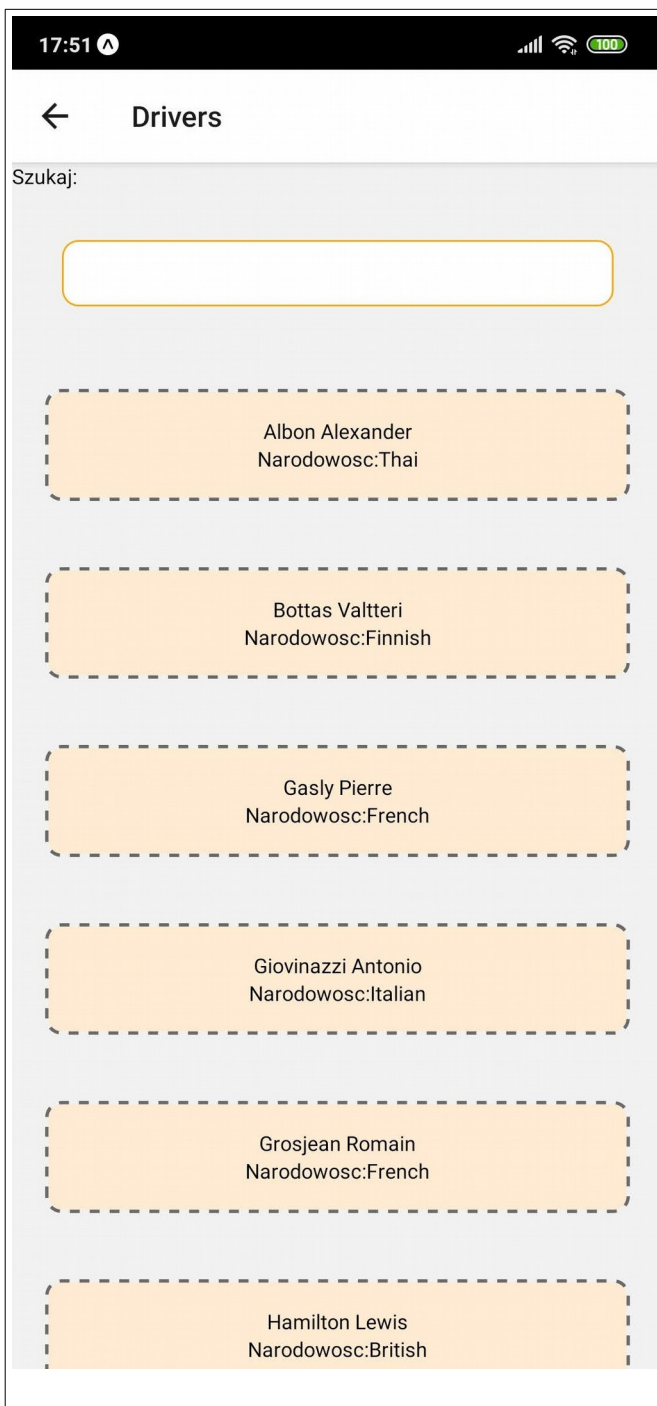 17:51
100
Drivers
Szukaj:
Albon Alexander
Narodowosc:Thai
Bottas Valtteri
Narodowosc:Finnish
Gasly Pierre
Narodowosc:French
Giovinazzi Antonio
Narodowosc:Italian
Grosjean Romain
Narodowosc:French
Hamilton Lewis
Narodowosc:British